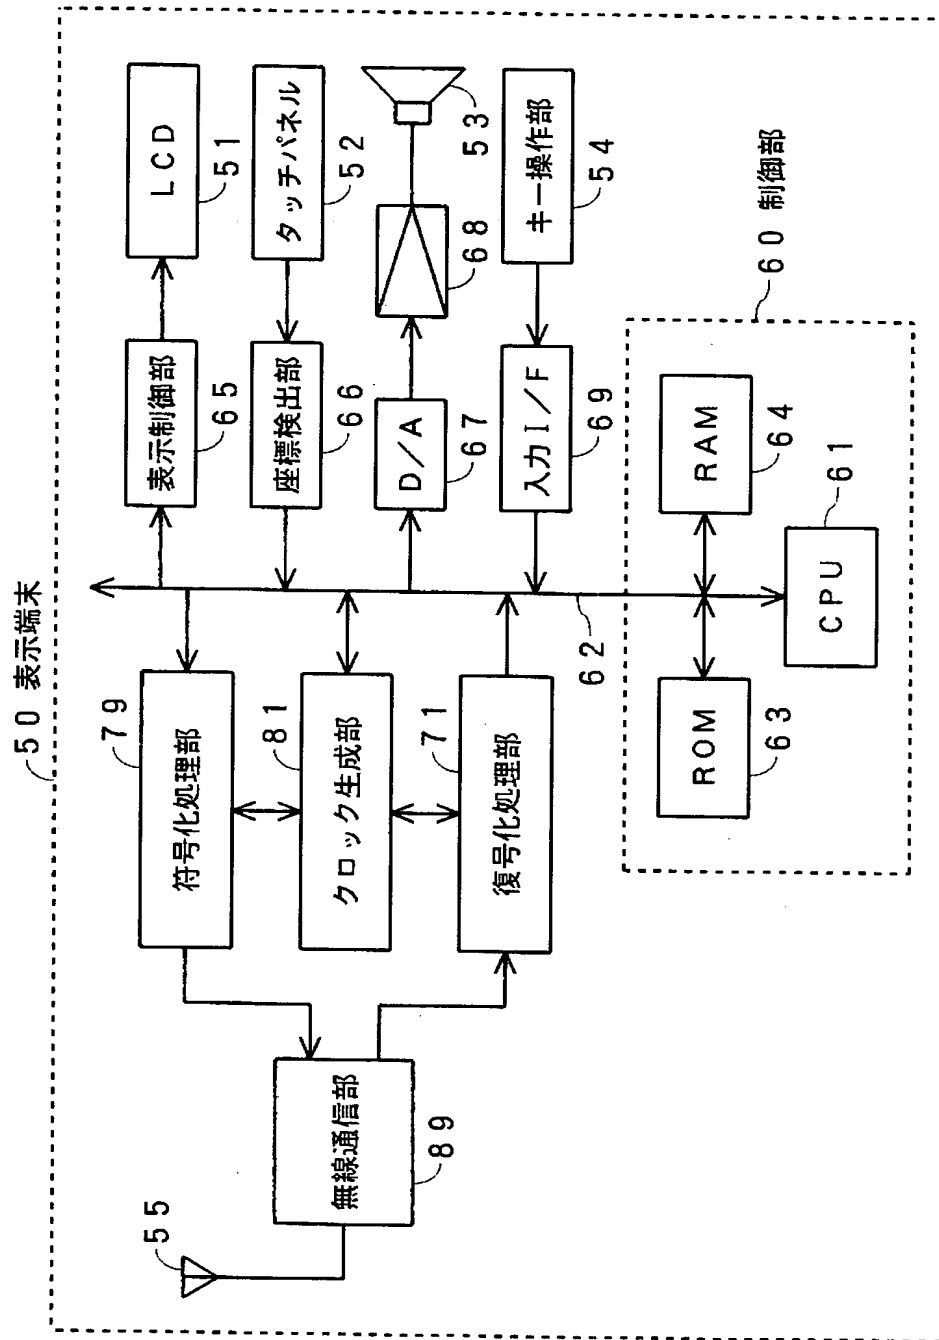 50 表示端末
55
無線通信部
89
符号化処理部
79
クロック生成部
81
復号化処理部
71
62
表示制御部
65
LCD
51
座標検出部
66
タッチパネル
52
D/A
67
68
53
入力I/F
69
キー操作部
54
60 制御部
ROM
63
RAM
64
CPU
61